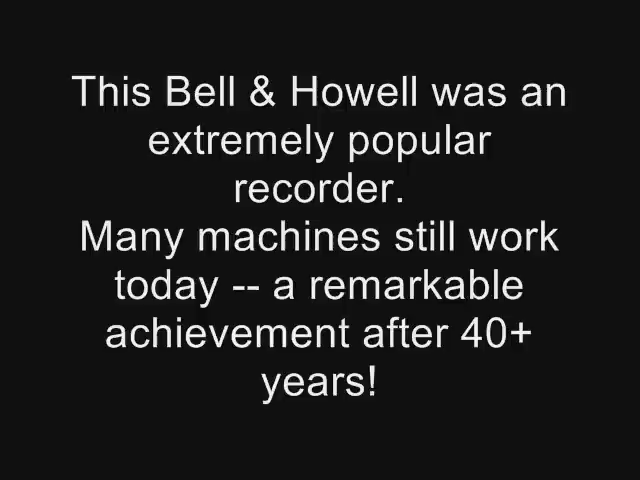 This Bell & Howell was an
extremely popular
recorder.
Many machines still work
today -- a remarkable
achievement after 40+
years!